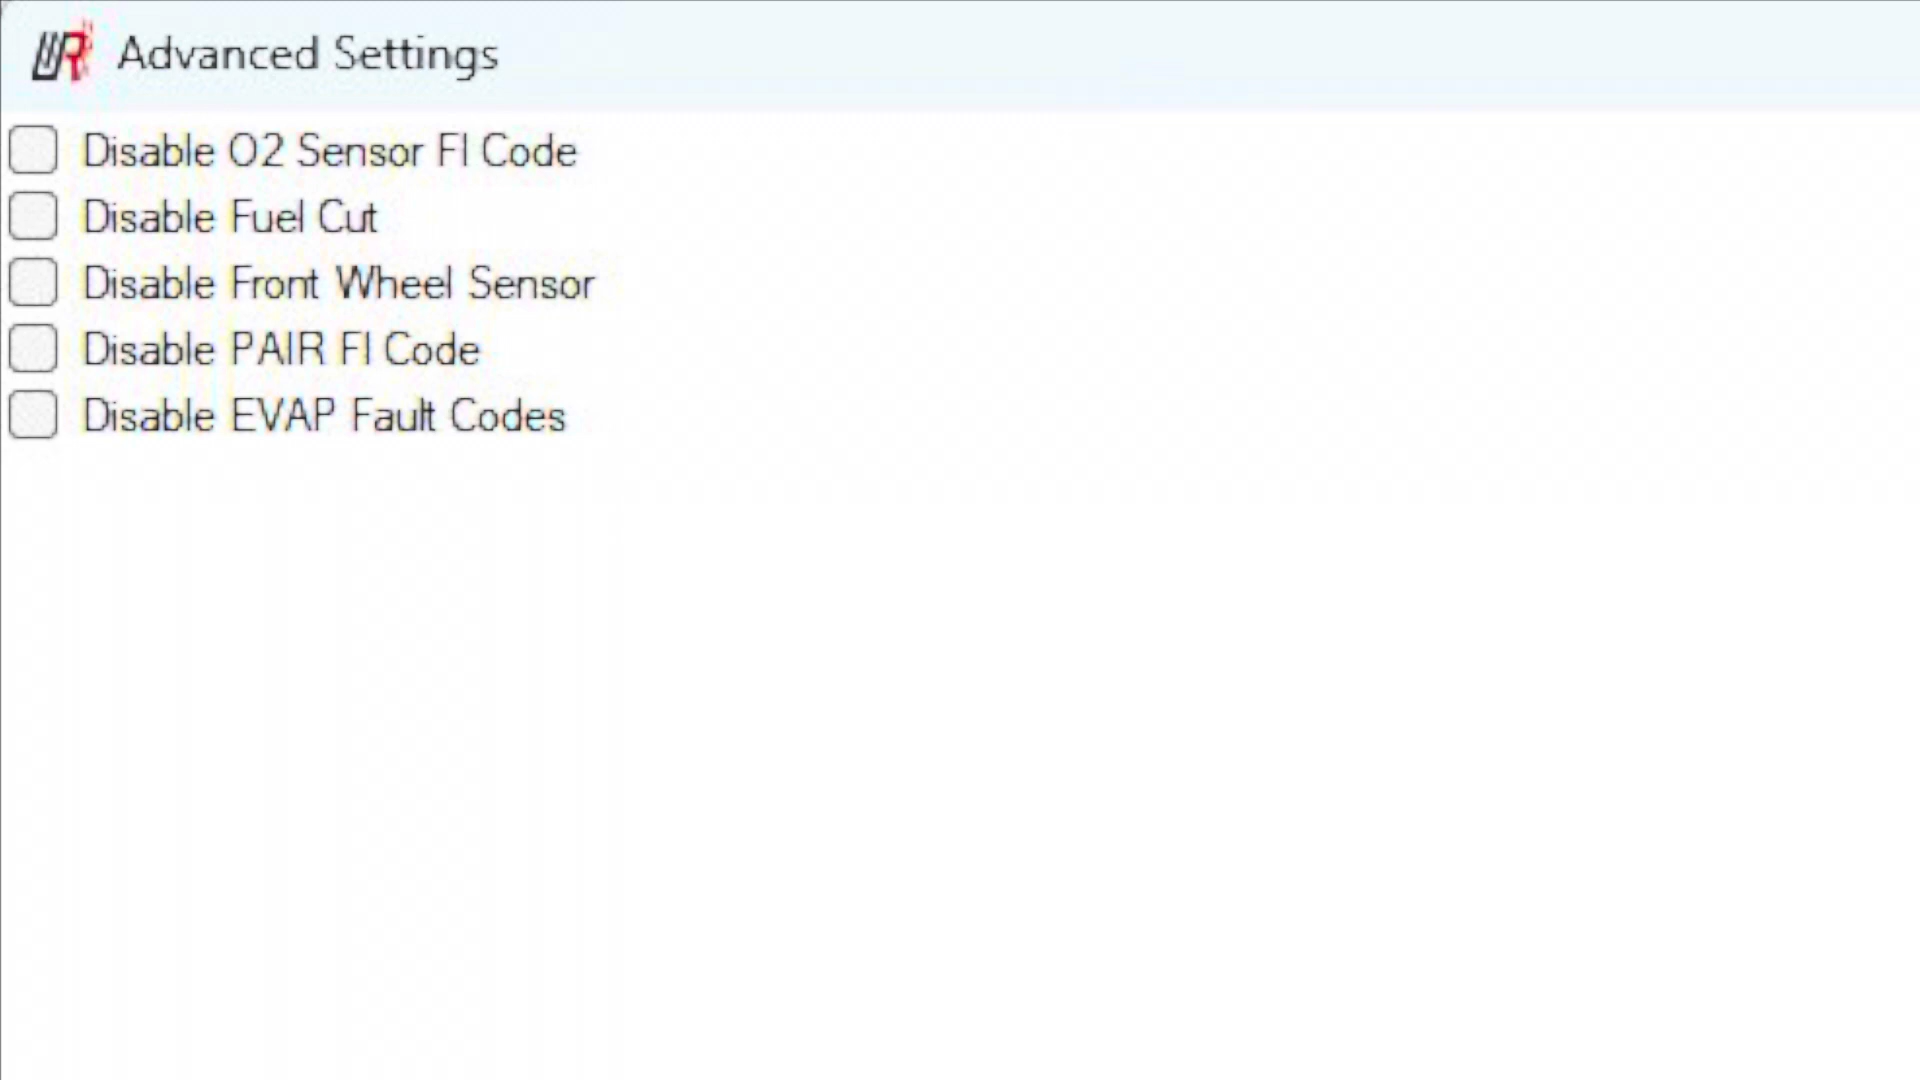 Advanced Settings
Disable O2 Sensor FI Code
Disable Fuel Cut
Disable Front Wheel Sensor
Disable PAIR FI Code
Disable EVAP Fault Codes